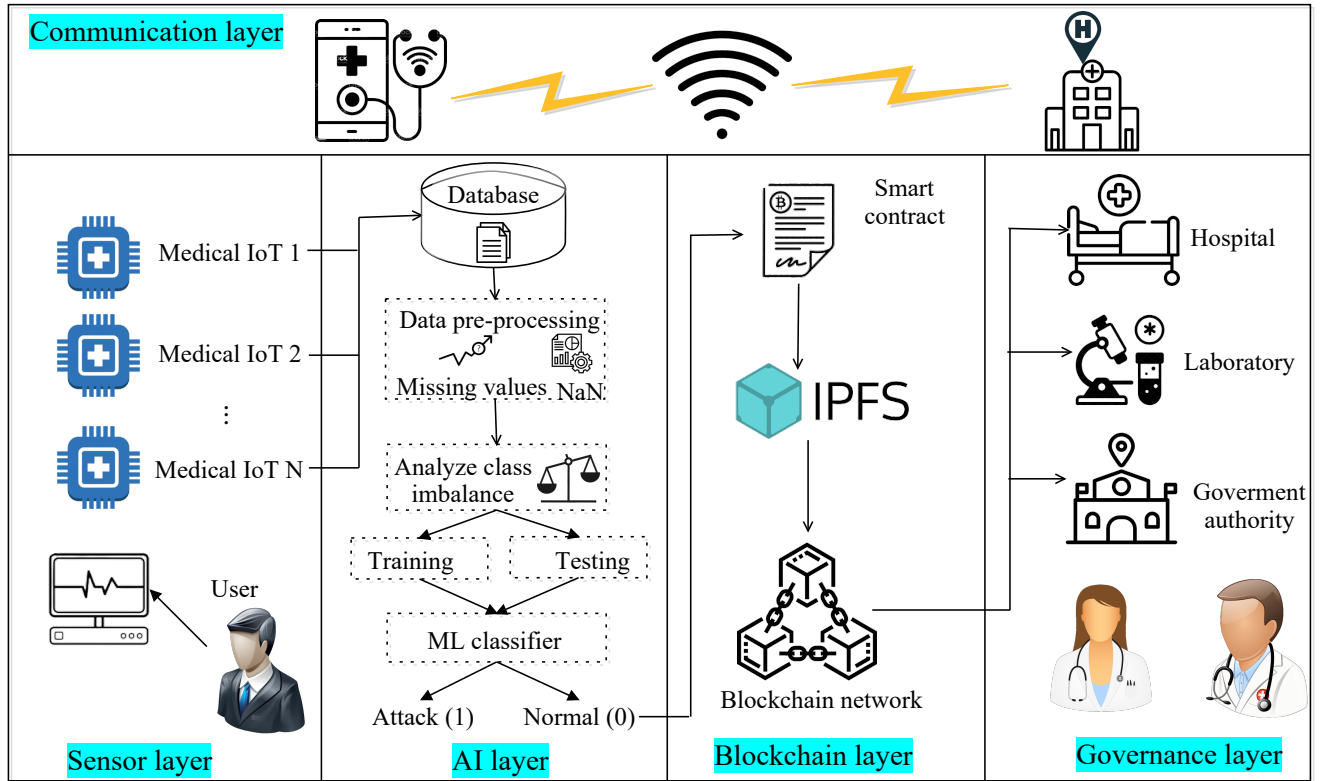 Communication layer
H
Medical IoT 1
Medical IoT 2
⋮
Medical IoT N
User
Sensor layer
Database
Data pre-processing
?
Missing values
NaN
Analyze class
imbalance
Training
Testing
ML classifier
Attack (1)
Normal (0)
AI layer
Smart
contract
IPFS
Blockchain network
Blockchain layer
Hospital
Laboratory
Goverment
authority
Governance layer